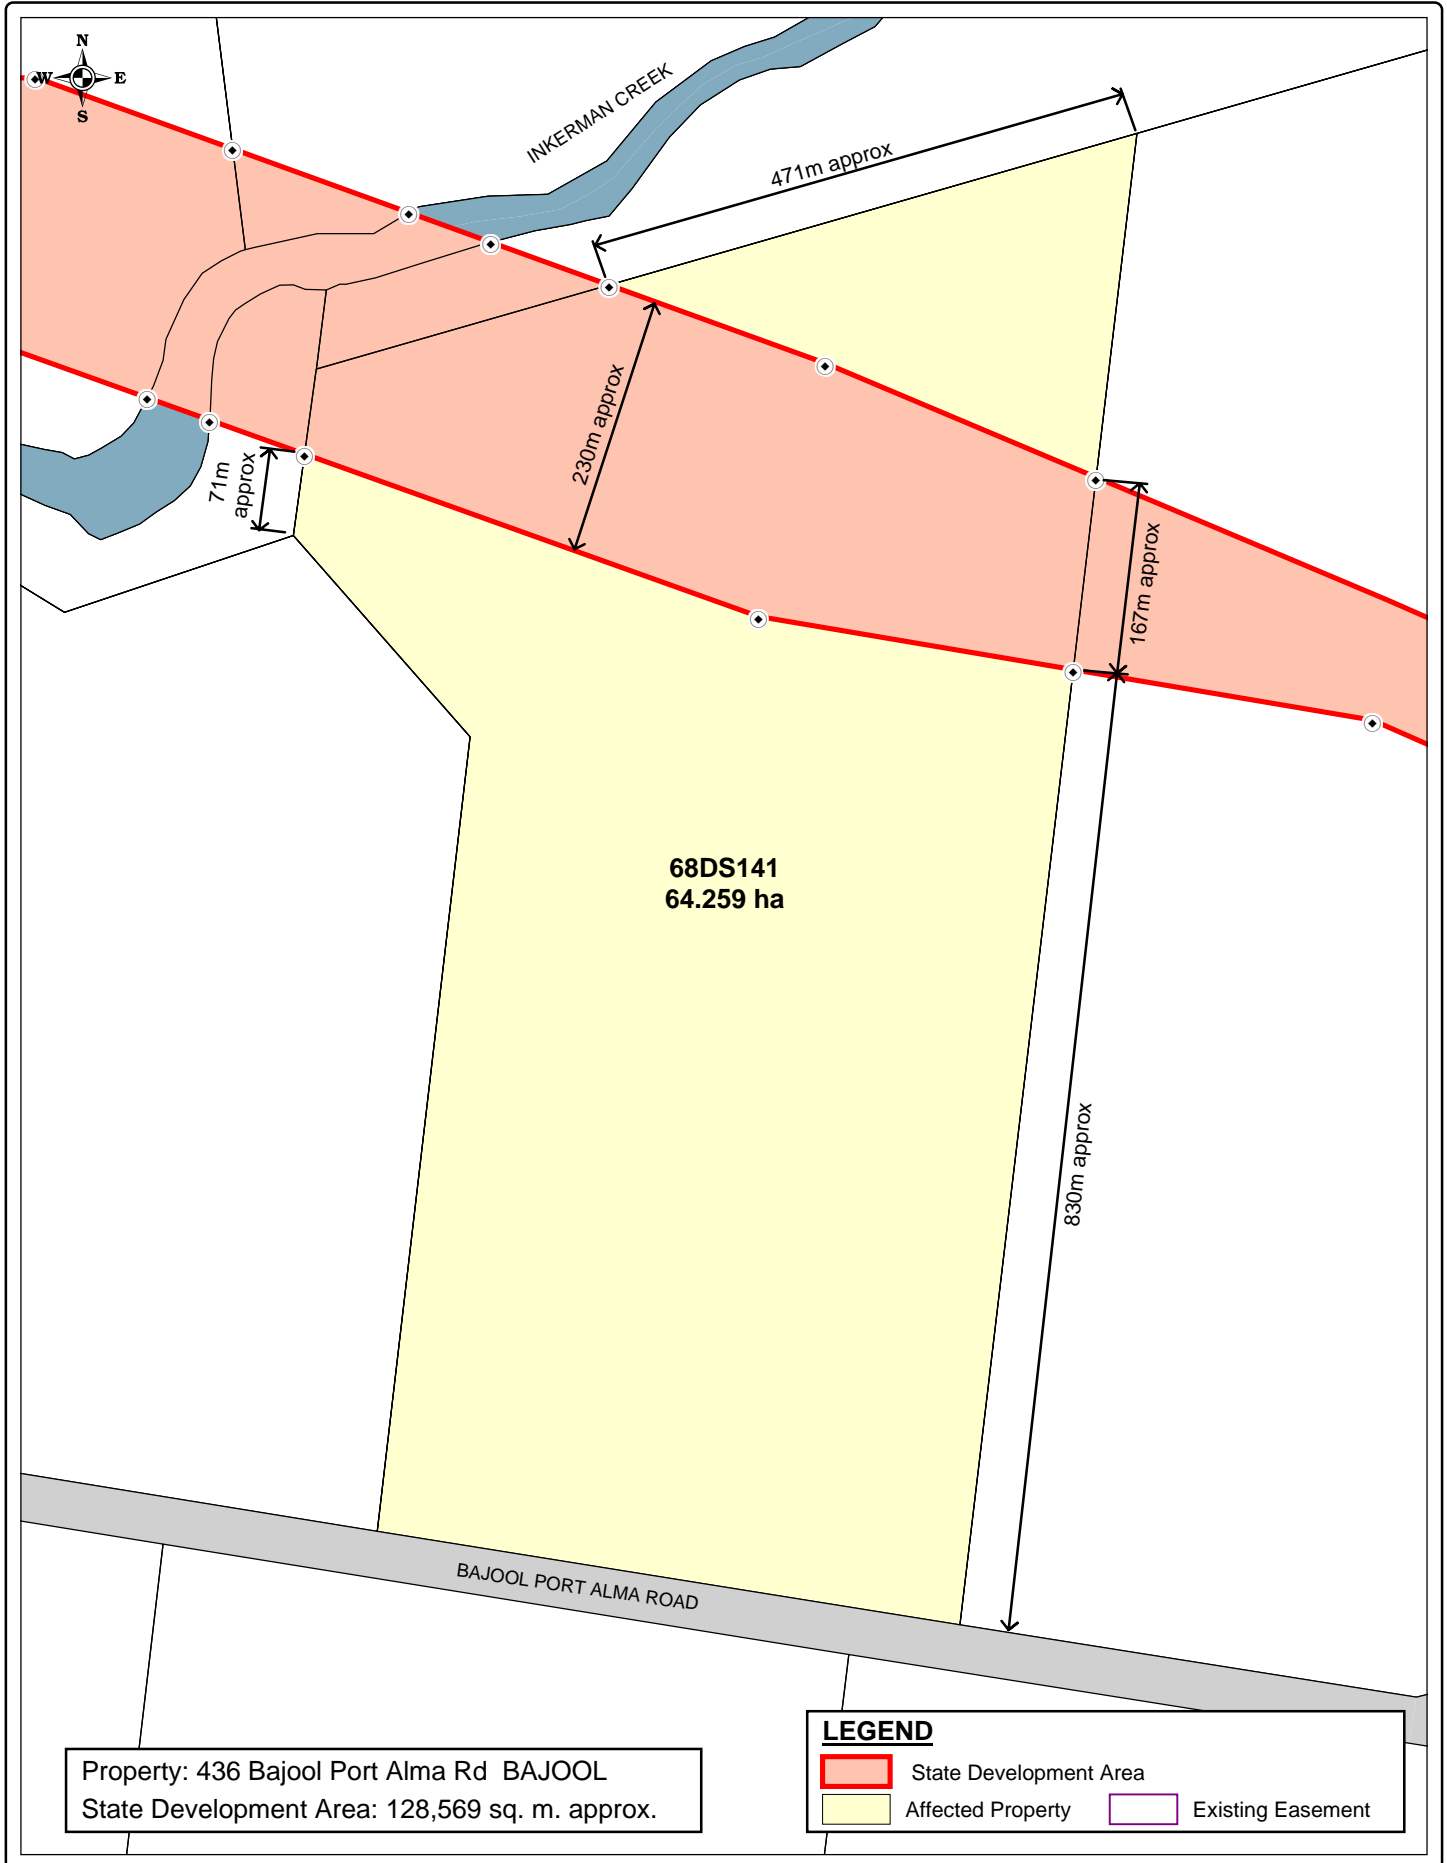 N
W E
S
INKERMAN CREEK
471m approx
230m approx
71m
approx
167m approx
68DS141
64.259 ha
830m approx
BAJOOL PORT ALMA ROAD
Property: 436 Bajool Port Alma Rd BAJOOL
State Development Area: 128,569 sq. m. approx.
LEGEND
State Development Area
Affected Property
Existing Easement